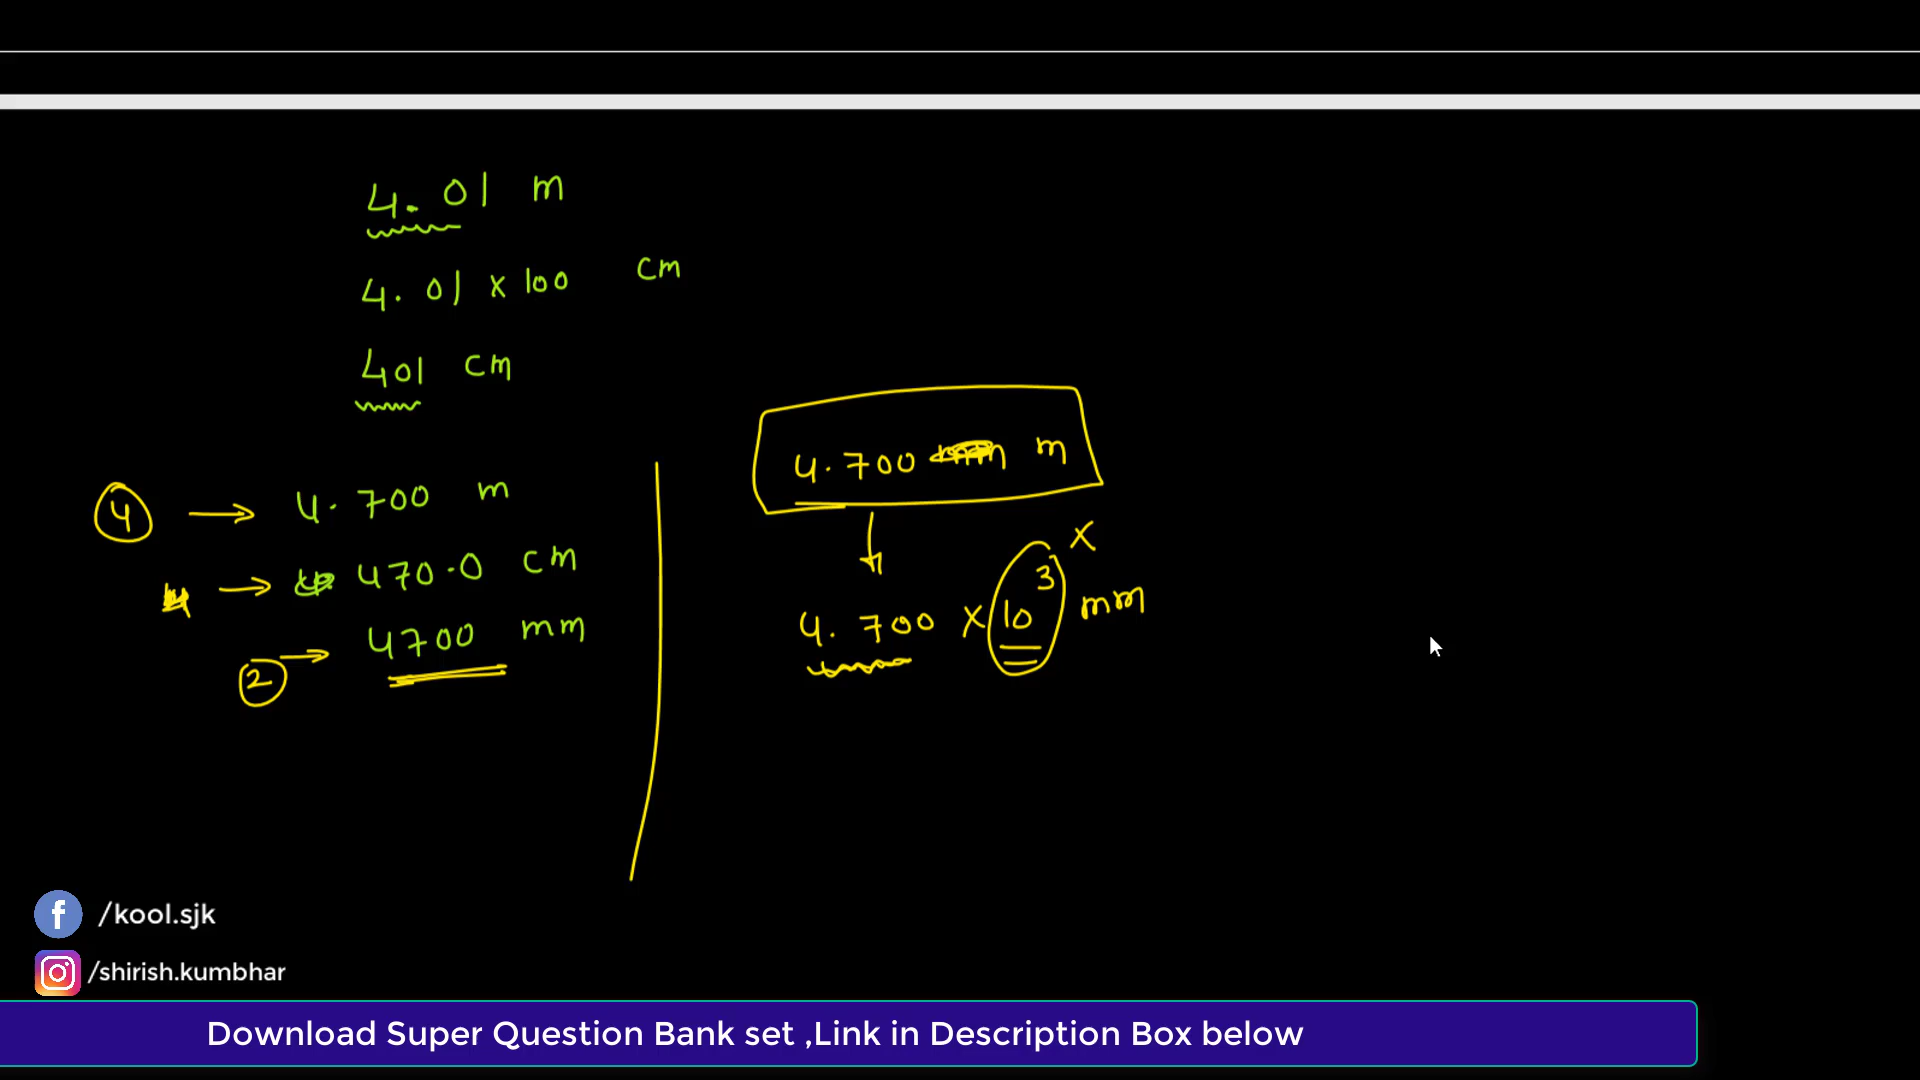 4.01 m
4.01 x 100 cm
401 cm
4 → 4.700 m
→ 470.0 cm
2 → 4700 mm
4.700 m
4.700 x 10³ mm
x
/kool.sjk
/shirish.kumbhar
Download Super Question Bank set ,Link in Description Box below